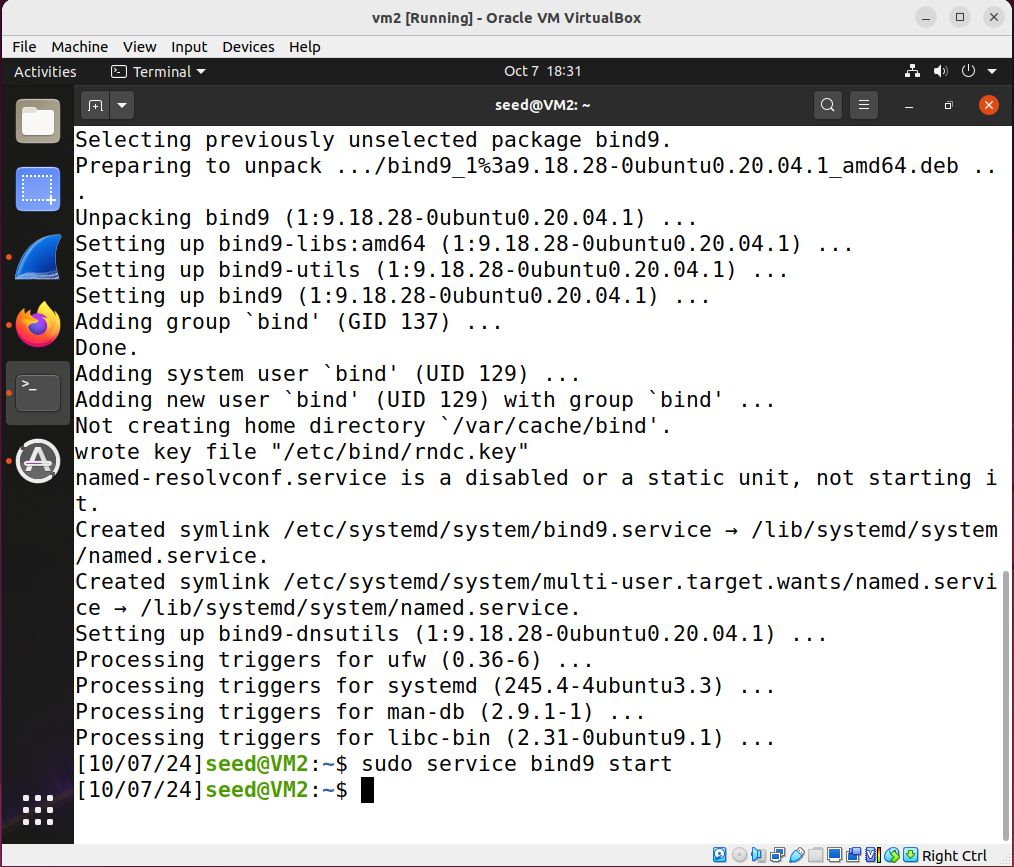 vm2 [Running] - Oracle VM VirtualBox
File Machine View Input Devices Help
Activities Terminal Oct 7 18:31
seed@VM2: ~
Selecting previously unselected package bind9.
Preparing to unpack .../bind9_1%3a9.18.28-0ubuntu0.20.04.1_amd64.deb ..
.
Unpacking bind9 (1:9.18.28-0ubuntu0.20.04.1) ...
Setting up bind9-libs:amd64 (1:9.18.28-0ubuntu0.20.04.1) ...
Setting up bind9-utils (1:9.18.28-0ubuntu0.20.04.1) ...
Setting up bind9 (1:9.18.28-0ubuntu0.20.04.1) ...
Adding group `bind' (GID 137) ...
Done.
Adding system user `bind' (UID 129) ...
Adding new user `bind' (UID 129) with group `bind' ...
Not creating home directory `/var/cache/bind'.
wrote key file "/etc/bind/rndc.key"
named-resolvconf.service is a disabled or a static unit, not starting i
t.
Created symlink /etc/systemd/system/bind9.service → /lib/systemd/system
/named.service.
Created symlink /etc/systemd/system/multi-user.target.wants/named.servi
ce → /lib/systemd/system/named.service.
Setting up bind9-dnsutils (1:9.18.28-0ubuntu0.20.04.1) ...
Processing triggers for ufw (0.36-6) ...
Processing triggers for systemd (245.4-4ubuntu3.3) ...
Processing triggers for man-db (2.9.1-1) ...
Processing triggers for libc-bin (2.31-0ubuntu9.1) ...
[10/07/24]seed@VM2:~$ sudo service bind9 start
[10/07/24]seed@VM2:~$
Right Ctrl